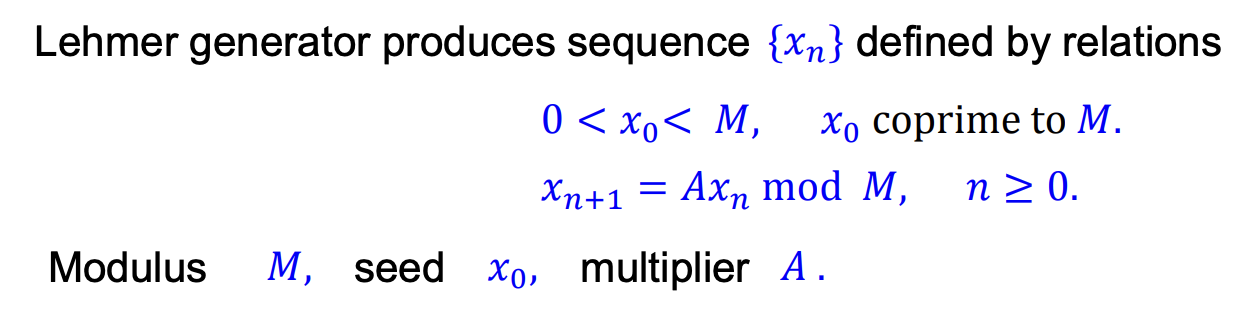 Lehmer generator produces sequence {xₙ} defined by relations
0 < x₀< M, x₀ coprime to M.
xₙ₊₁ = Axₙ mod M, n ≥ 0.
Modulus M, seed x₀, multiplier A .